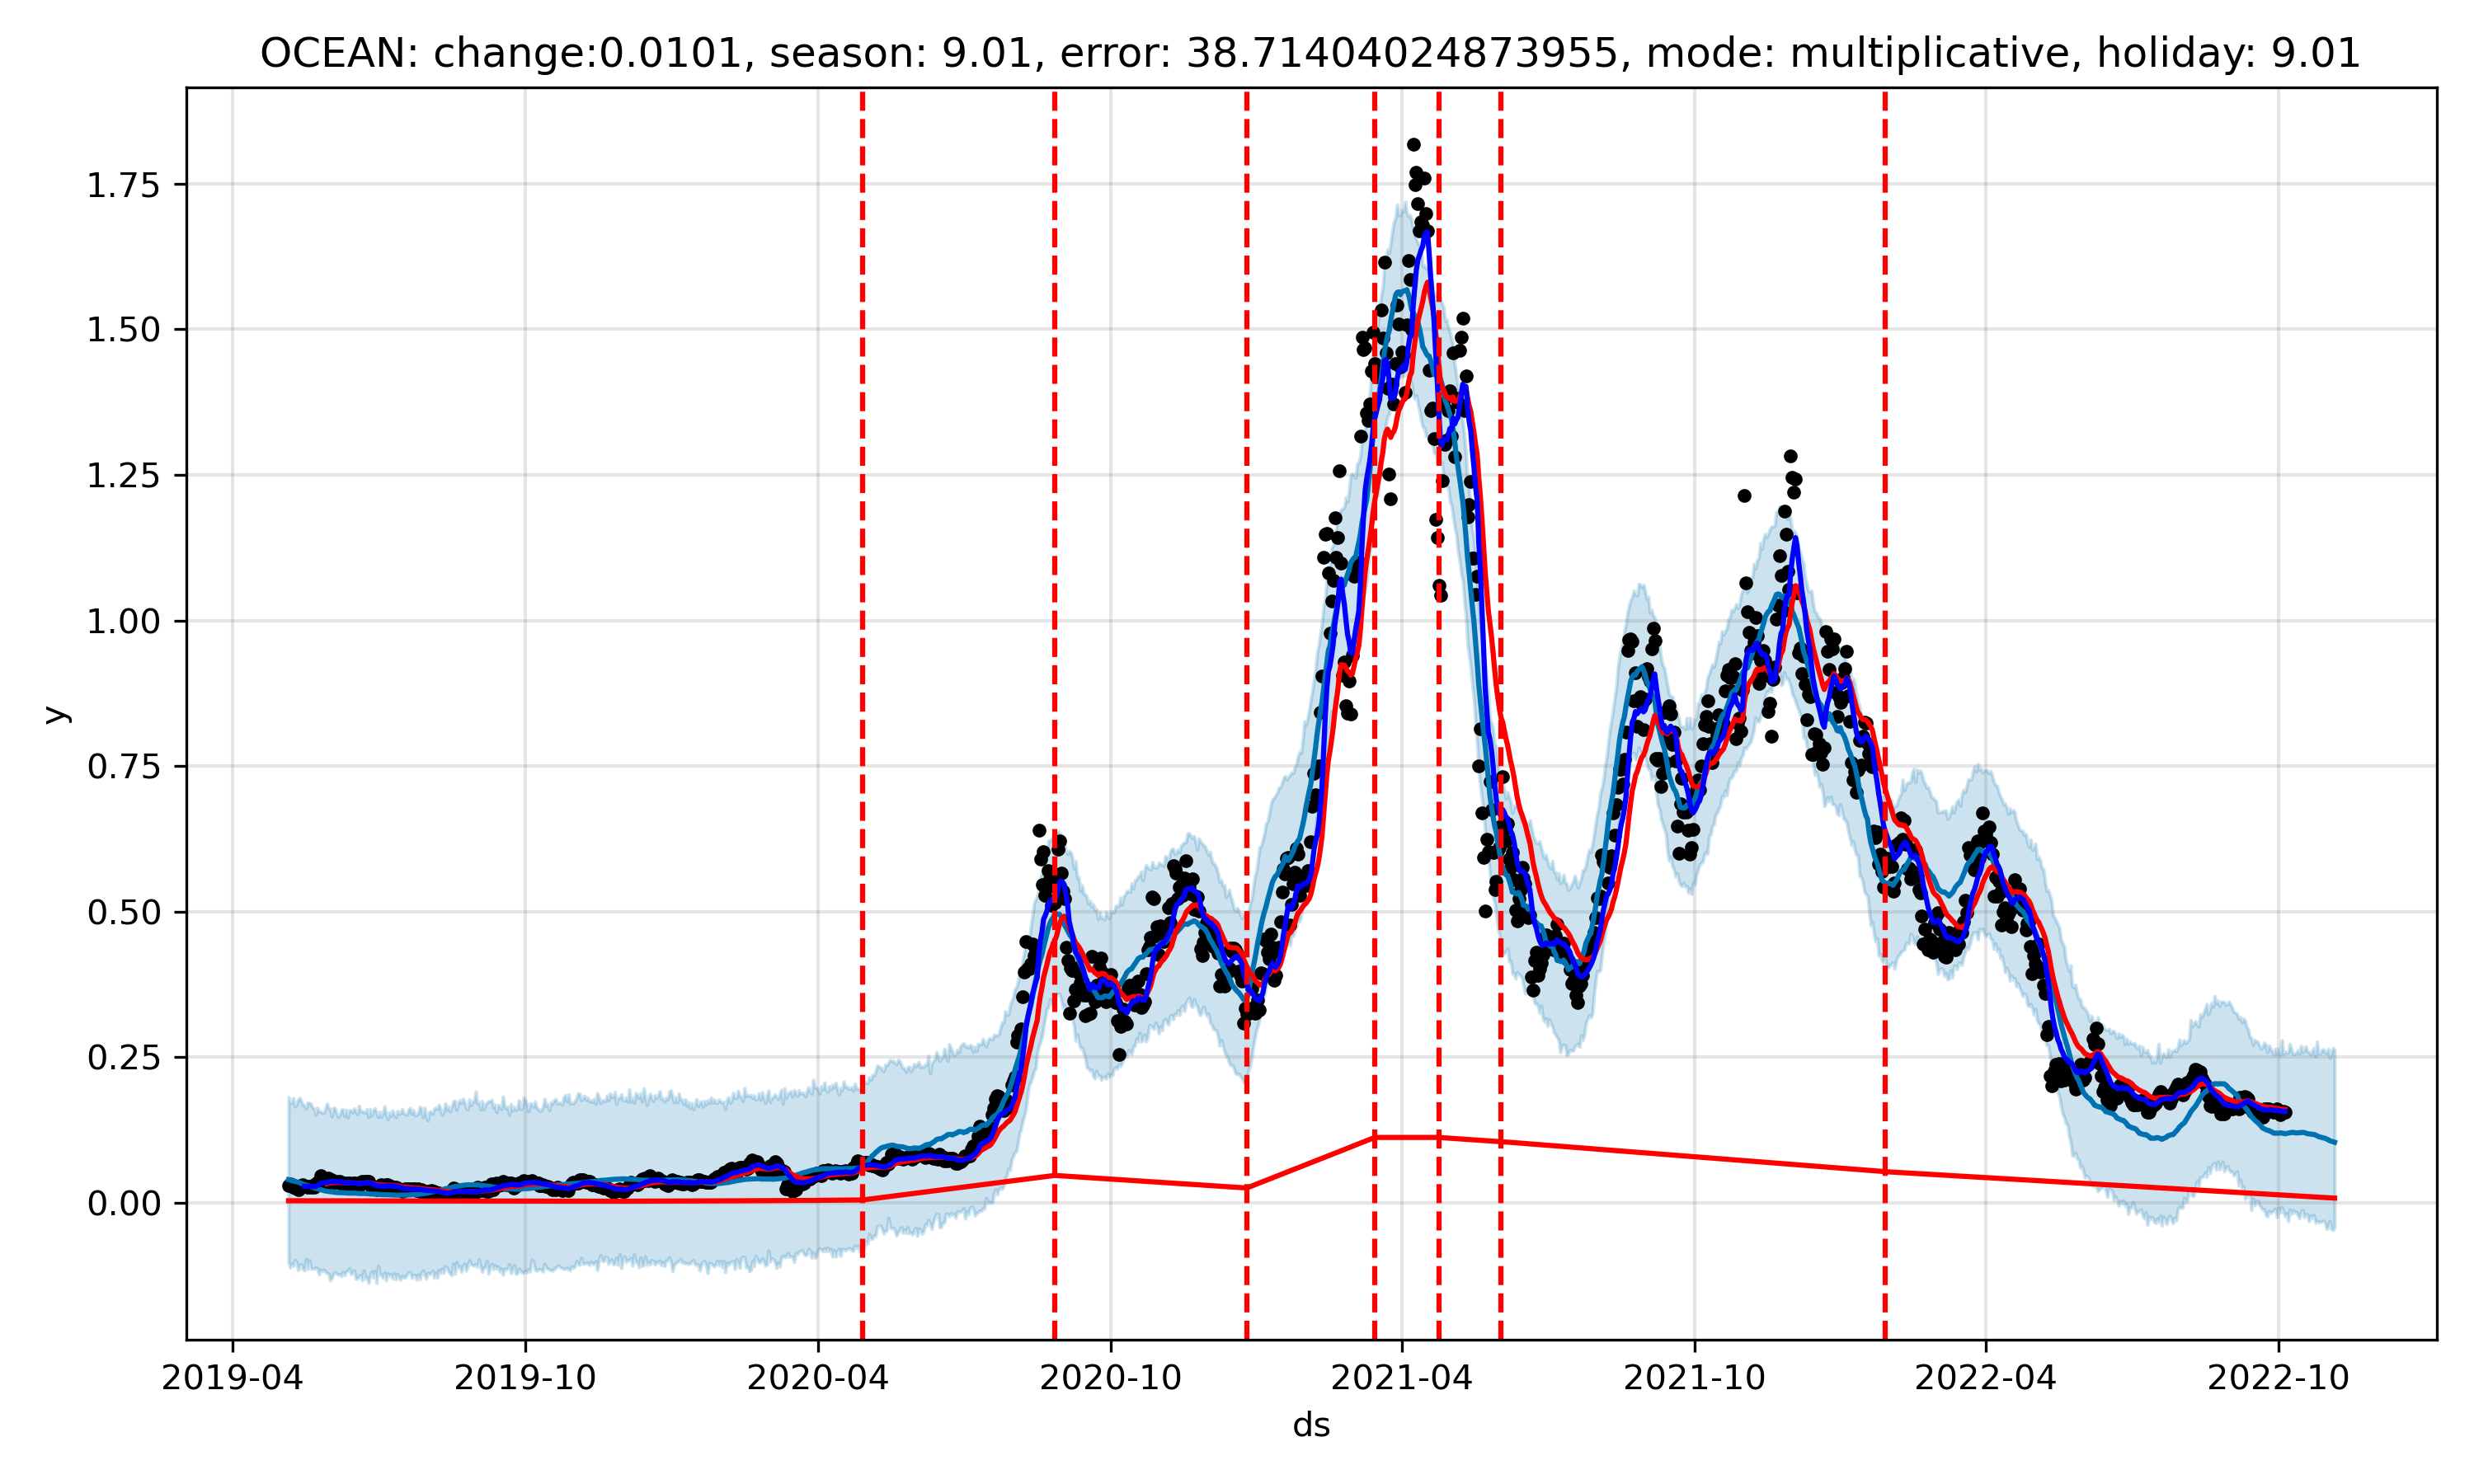 OCEAN: change:0.0101, season: 9.01, error: 38.71404024873955, mode: multiplicative, holiday: 9.01
1.75
1.50
1.25
1.00
0.75
0.50
0.25
0.00
y
2019-04 2019-10 2020-04 2020-10 2021-04 2021-10 2022-04 2022-10
ds